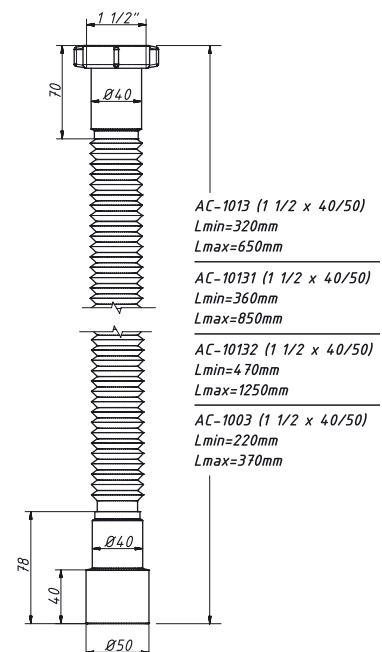 1 1/2"
70
Ø40
AC-1013 (1 1/2 x 40/50)
Lmin=320mm
Lmax=650mm
AC-10131 (1 1/2 x 40/50)
Lmin=360mm
Lmax=850mm
AC-10132 (1 1/2 x 40/50)
Lmin=470mm
Lmax=1250mm
AC-1003 (1 1/2 x 40/50)
Lmin=220mm
Lmax=370mm
78
Ø40
40
Ø50